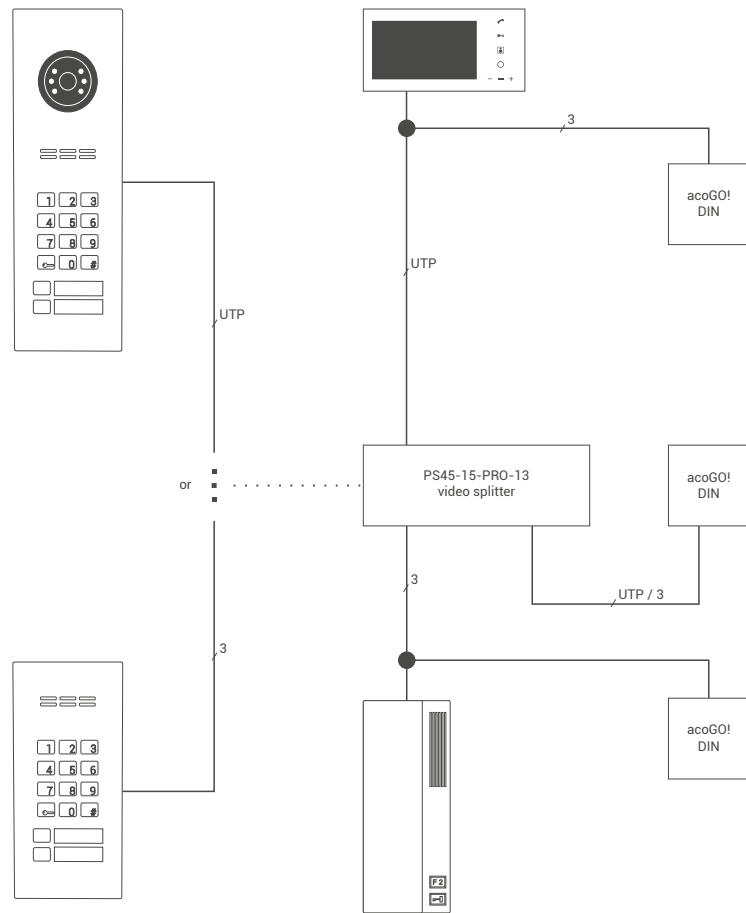 1 2 3
4 5 6
7 8 9
0 #
UTP
or
3
1 2 3
4 5 6
7 8 9
0 #
− +
3
acoGO!
DIN
UTP
PS45-15-PRO-13
video splitter
acoGO!
DIN
UTP / 3
3
acoGO!
DIN
F2